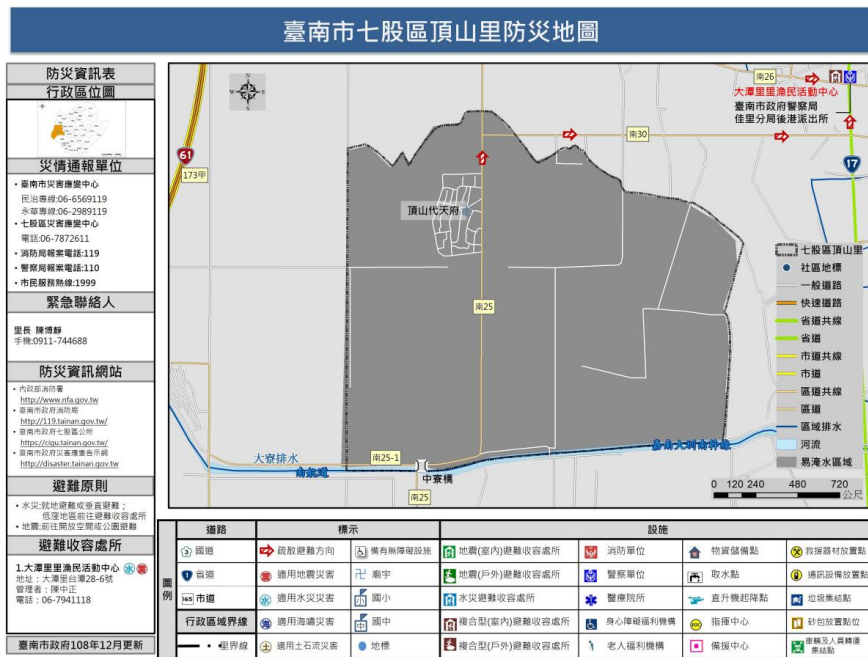 臺南市七股區頂山里防災地圖
防災資訊表
行政區位圖
災情通報單位
• 臺南市災害應變中心
民治專線:06-6569119
永華專線:06-2989119
• 七股區災害應變中心
電話:06-7872611
• 消防局報案電話:119
• 警察局報案電話:110
• 市民服務熱線:1999
緊急聯絡人
里長 陳博靜
手機:0911-744688
防災資訊網站
• 內政部消防署
http://www.nfa.gov.tw
• 臺南市政府消防局
http://119.tainan.gov.tw/
• 臺南市政府七股區公所
https://cigu.tainan.gov.tw/
• 臺南市政府災害應變告示網
http://disaster.tainan.gov.tw
避難原則
• 水災:就地避難或垂直避難；
低窪地區前往避難收容處所
• 地震:前往開放空間或公園避難
避難收容處所
1.大潭里里漁民活動中心 水 震
地址：大潭里台潭28-6號
管理者：陳中正
電話：06-7941118
臺南市政府108年12月更新
61
173甲
南26
大潭里里漁民活動中心
臺南市政府警察局
佳里分局後港派出所
南30
17
頂山代天府
南25
大寮排水
南25-1
南航道
中寮橋
南25
嘉南大圳南幹線
七股區頂山里
社區地標
一般道路
快速道路
省道共線
省道
市道共線
市道
區道共線
區道
區域排水
河流
易淹水區域
0 120 240 480 720
公尺
圖例
道路 標示 設施
國道 疏散避難方向 備有無障礙設施 地震(室內)避難收容處所 消防單位 物資儲備點 救援器材放置點
省道 適用地震災害 廟宇 地震(戶外)避難收容處所 警察單位 取水點 通訊設備放置點
165 市道 適用水災災害 國小 水災避難收容處所 醫療院所 直升機起降點 垃圾集結點
行政區域界線 適用海嘯災害 國中 複合型(室內)避難收容處所 身心障礙福利機構 指揮中心 砂包放置點位
里界線 適用土石流災害 地標 複合型(戶外)避難收容處所 老人福利機構 備援中心 車輛及人員轉運
集結點